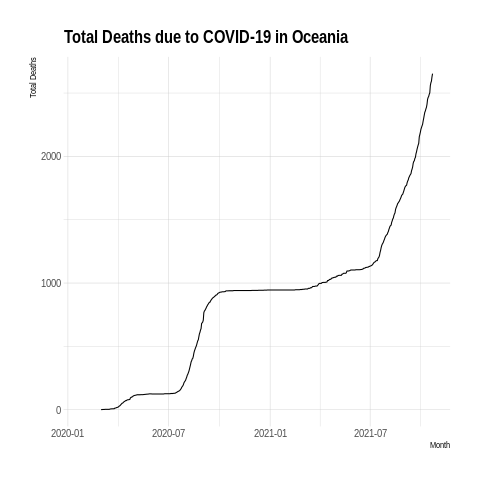 Total Deaths due to COVID-19 in Oceania
Total Deaths
2000
1000
0
2020-01 2020-07 2021-01 2021-07
Month